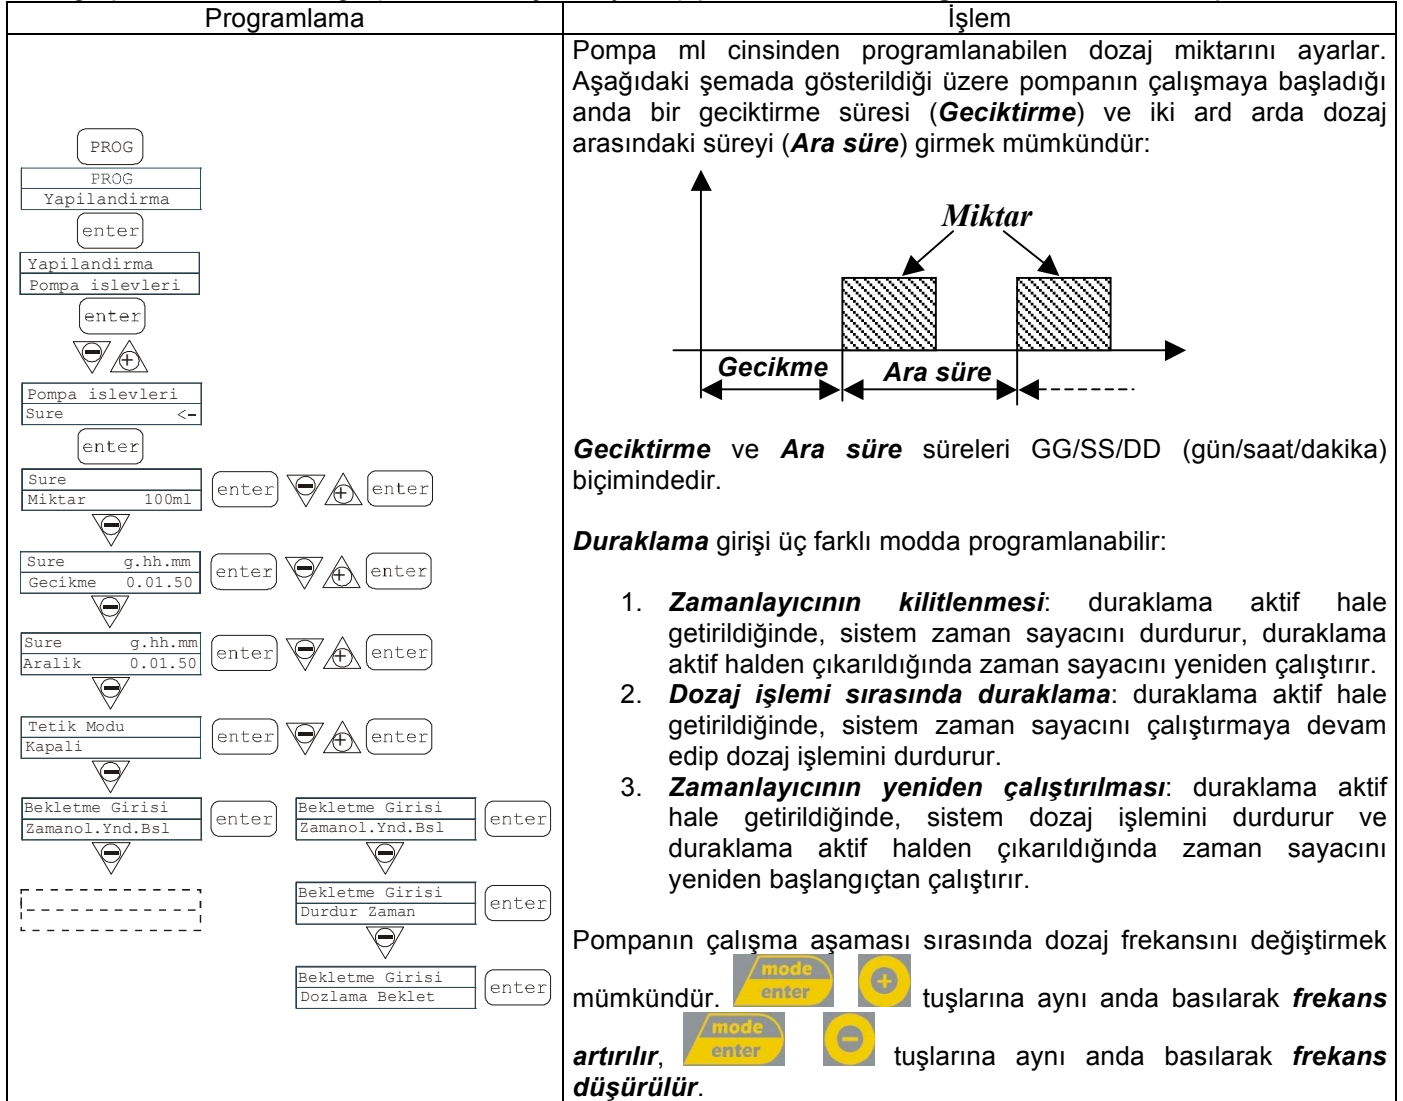 Programlama
PROG
PROG
Yapilandirma
enter
Yapilandirma
Pompa islevleri
enter
Pompa islevleri
Sure <-
enter
Sure
Miktar 100ml
enter
enter
Sure g.hh.mm
Gecikme 0.01.50
enter
enter
Sure g.hh.mm
Aralik 0.01.50
enter
enter
Tetik Modu
Kapali
enter
enter
Bekletme Girisi
Zamanol.Ynd.Bsl
enter
Bekletme Girisi
Zamanol.Ynd.Bsl
enter
Bekletme Girisi
Durdur Zaman
enter
Bekletme Girisi
Dozlama Beklet
enter
İşlem
Pompa ml cinsinden programlanabilen dozaj miktarını ayarlar.
Aşağıdaki şemada gösterildiği üzere pompanın çalışmaya başladığı
anda bir geciktirme süresi (Geciktirme) ve iki ard arda dozaj
arasındaki süreyi (Ara süre) girmek mümkündür:
Miktar
Gecikme
Ara süre
Geciktirme ve Ara süre süreleri GG/SS/DD (gün/saat/dakika)
biçimindedir.
Duraklama girişi üç farklı modda programlanabilir:
1. Zamanlayıcının kilitlenmesi: duraklama aktif hale
getirildiğinde, sistem zaman sayacını durdurur, duraklama
aktif halden çıkarıldığında zaman sayacını yeniden çalıştırır.
2. Dozaj işlemi sırasında duraklama: duraklama aktif hale
getirildiğinde, sistem zaman sayacını çalıştırmaya devam
edip dozaj işlemini durdurur.
3. Zamanlayıcının yeniden çalıştırılması: duraklama aktif
hale getirildiğinde, sistem dozaj işlemini durdurur ve
duraklama aktif halden çıkarıldığında zaman sayacını
yeniden başlangıçtan çalıştırır.
Pompanın çalışma aşaması sırasında dozaj frekansını değiştirmek
mümkündür. mode enter + tuşlarına aynı anda basılarak frekans
artırılır, mode enter - tuşlarına aynı anda basılarak frekans
düşürülür.